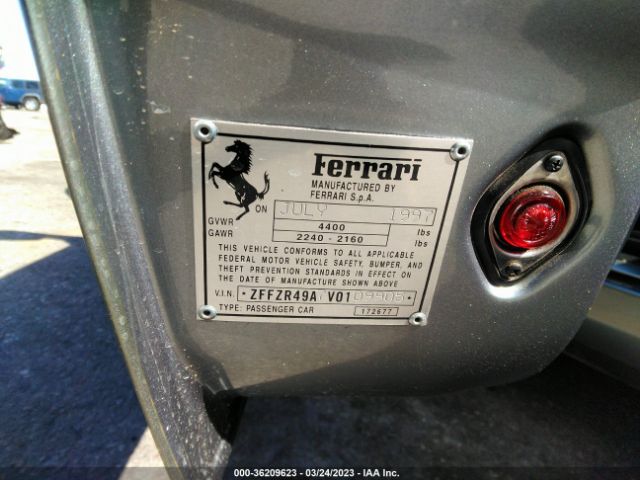 Ferrari
MANUFACTURED BY
FERRARI S.p.A.
ON JULY 1997
GVWR 4400 lbs
GAWR 2240 - 2160 lbs
THIS VEHICLE CONFORMS TO ALL APPLICABLE
FEDERAL MOTOR VEHICLE SAFETY, BUMPER, AND
THEFT PREVENTION STANDARDS IN EFFECT ON
THE DATE OF MANUFACTURE SHOWN ABOVE
V.I.N. • ZFFZR49A V01 •
TYPE: PASSENGER CAR 172677
000-36209623 - 03/24/2023 - IAA Inc.